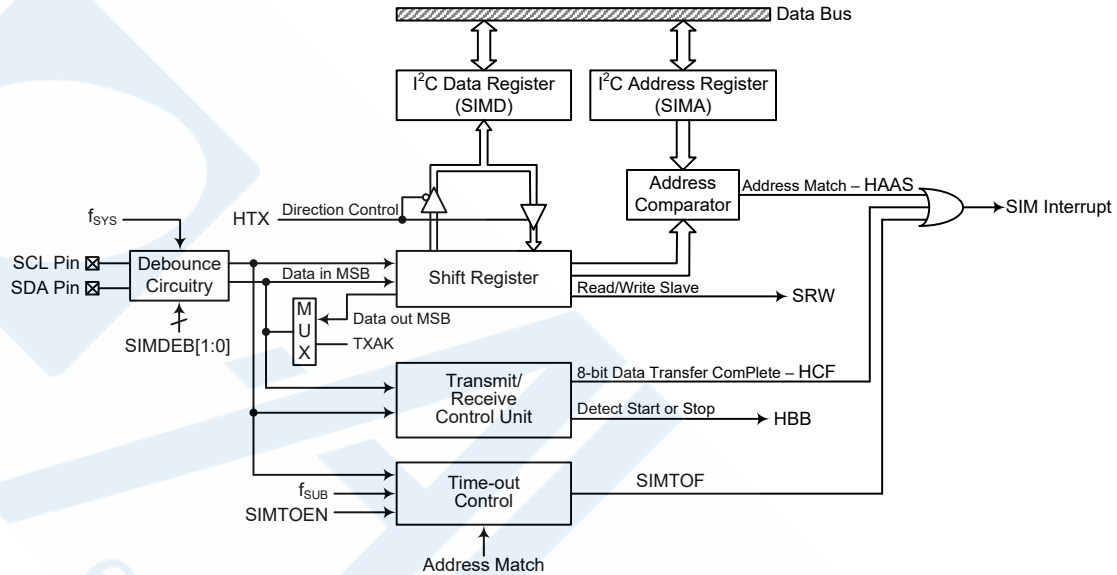 Data Bus
I²C Data Register
(SIMD)
I²C Address Register
(SIMA)
Address
Comparator
Address Match – HAAS
SIM Interrupt
HTX
Direction Control
fSYS
SCL Pin
SDA Pin
Debounce
Circuitry
SIMDEB[1:0]
Data in MSB
Shift Register
Read/Write Slave
SRW
M
U
X
Data out MSB
TXAK
Transmit/
Receive
Control Unit
8-bit Data Transfer ComPlete – HCF
Detect Start or Stop
HBB
fSUB
SIMTOEN
Time-out
Control
SIMTOF
Address Match